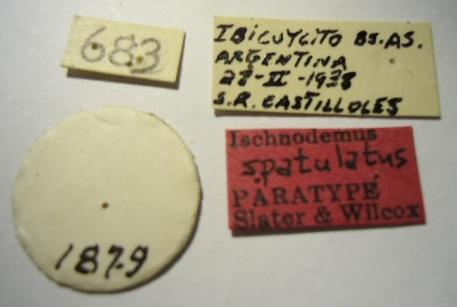 683
IBICUYCITO BS.AS.
ARGENTINA
28-II-1938
S.R. CASTILLOLES
Ischnodemus
spatulatus
PARATYPE
Slater & Wilcox
1879